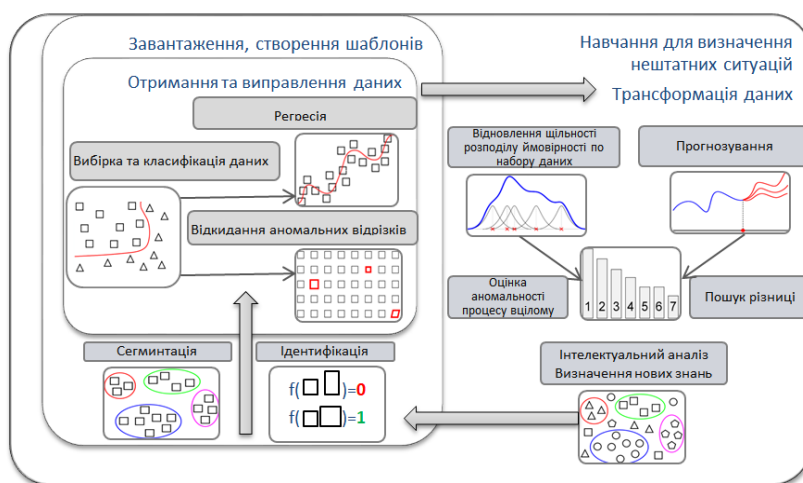 Завантаження, створення шаблонів
Отримання та виправлення даних
Регресія
Вибірка та класифікація даних
Відкидання аномальних відрізків
Сегминтація
Ідентифікація
f( )=0
f( )=1
Навчання для визначення
нештатних ситуацій
Трансформація даних
Відновлення щільності
розподілу ймовірності по
набору даних
Прогнозування
Оцінка
аномальності
процесу вцілому
1 2 3 4 5 6 7
Пошук різниці
Інтелектуальний аналіз
Визначення нових знань